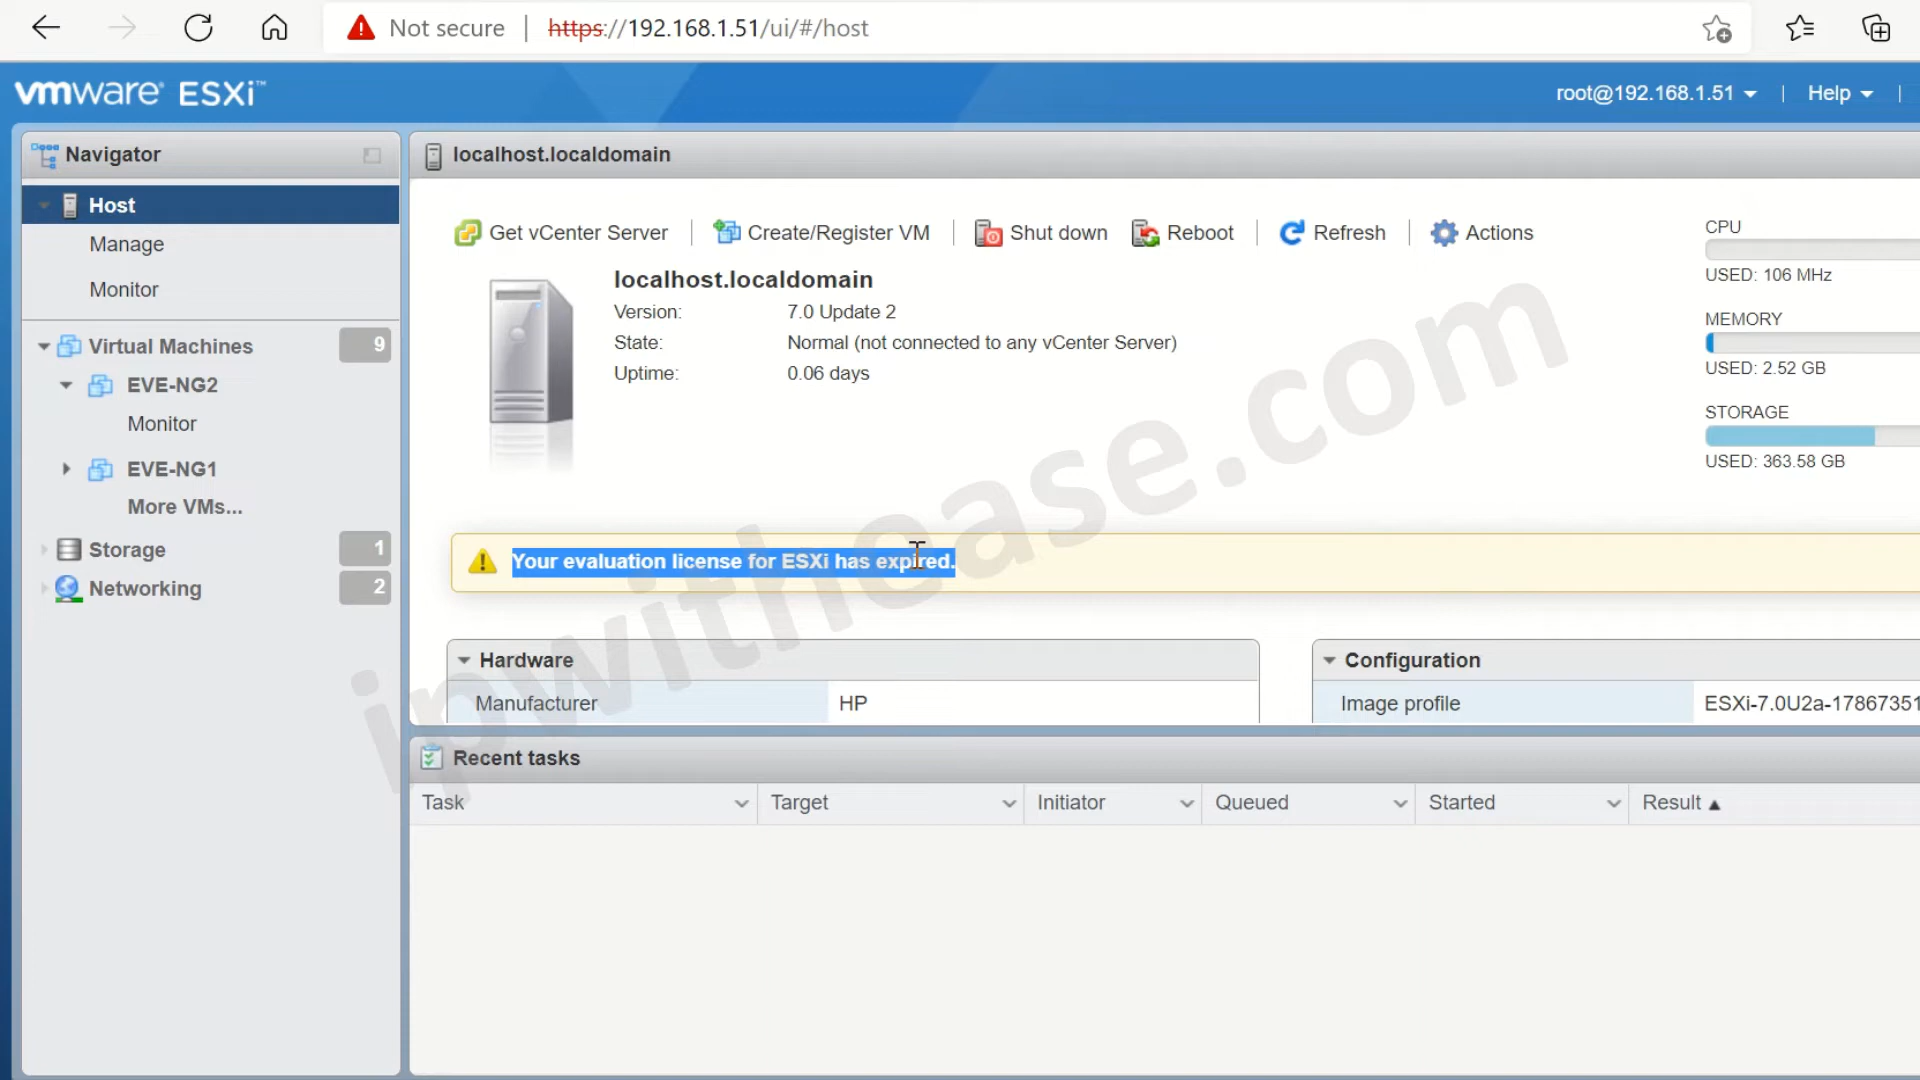 Not secure https://192.168.1.51/ui/#/host
vmware® ESXi™
root@192.168.1.51 | Help |
Navigator
Host
Manage
Monitor
Virtual Machines 9
EVE-NG2
Monitor
EVE-NG1
More VMs...
Storage 1
Networking 2
localhost.localdomain
Get vCenter Server | Create/Register VM | Shut down Reboot | Refresh | Actions
localhost.localdomain
Version: 7.0 Update 2
State: Normal (not connected to any vCenter Server)
Uptime: 0.06 days
CPU
USED: 106 MHz
MEMORY
USED: 2.52 GB
STORAGE
USED: 363.58 GB
Your evaluation license for ESXi has expired.
Hardware
Manufacturer HP
Configuration
Image profile ESXi-7.0U2a-17867351
Recent tasks
Task Target Initiator Queued Started Result ▲
ipwithease.com